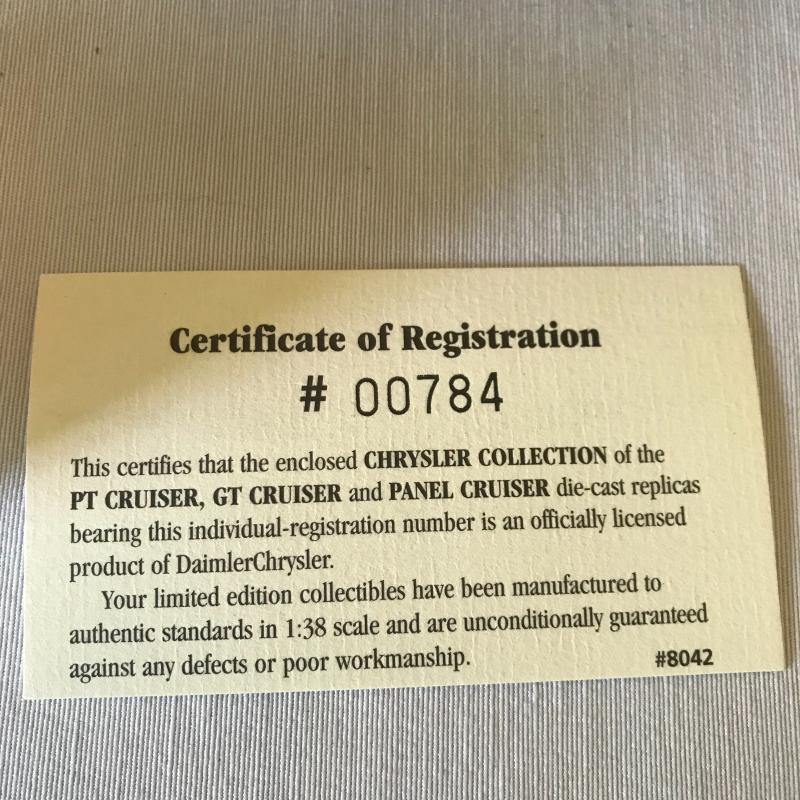 Certificate of Registration
# 00784
This certifies that the enclosed CHRYSLER COLLECTION of the
PT CRUISER, GT CRUISER and PANEL CRUISER die-cast replicas
bearing this individual-registration number is an officially licensed
product of DaimlerChrysler.
Your limited edition collectibles have been manufactured to
authentic standards in 1:38 scale and are unconditionally guaranteed
against any defects or poor workmanship.
#8042